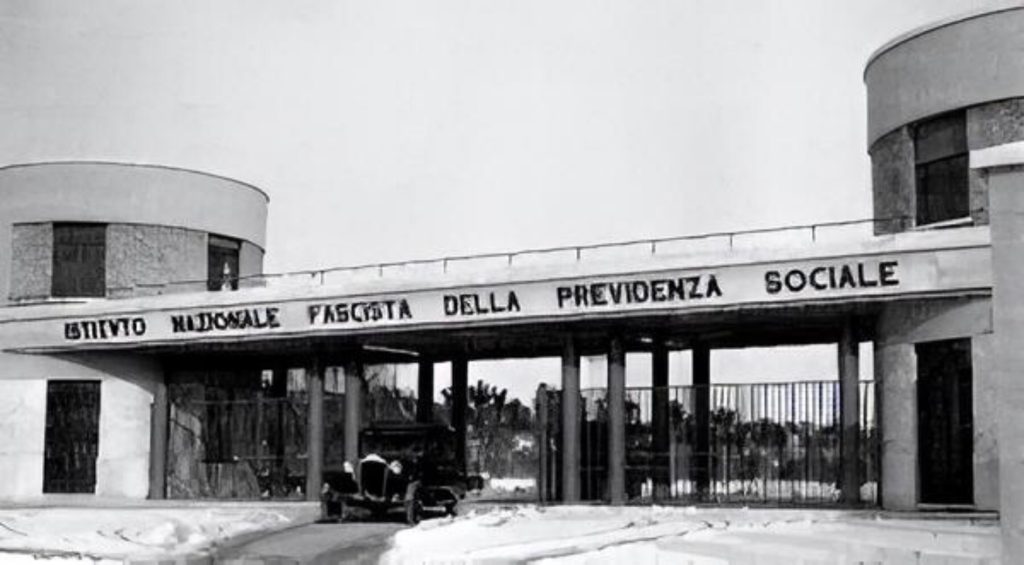 ISTITVTO NAZIONALE FASCISTA DELLA PREVIDENZA SOCIALE